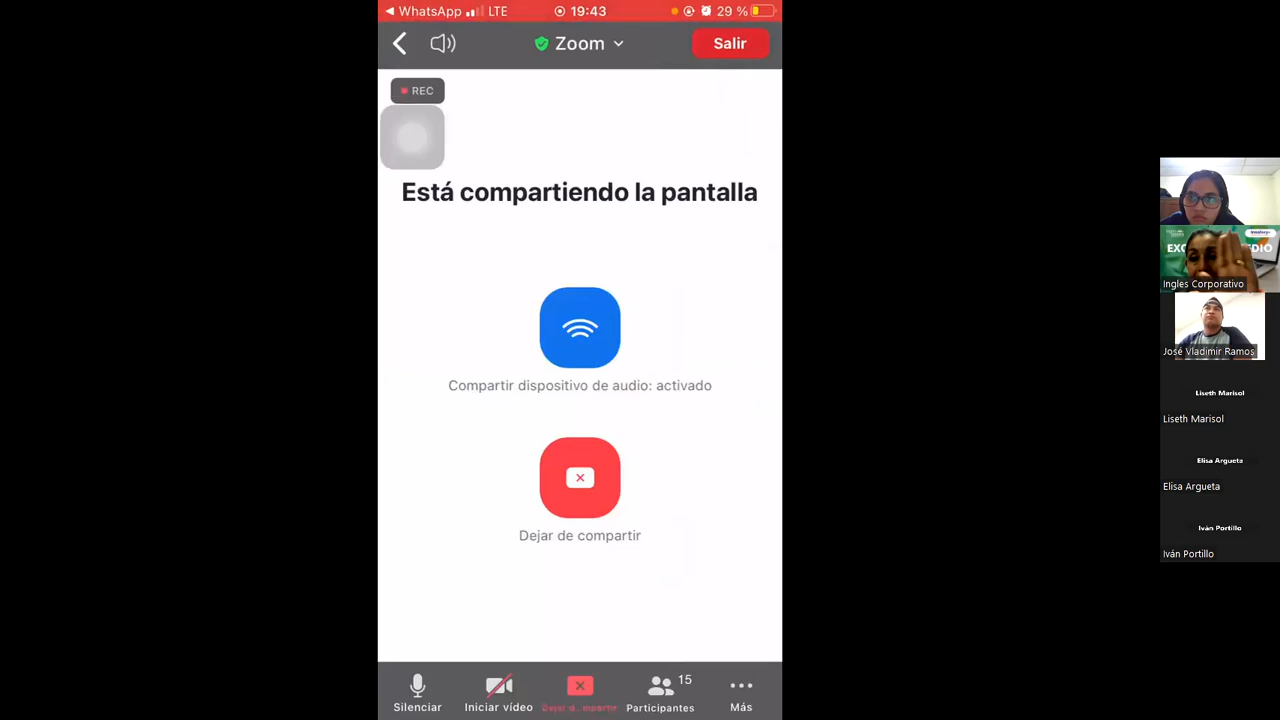 WhatsApp LTE 19:43 29 %
Zoom Salir
REC
Está compartiendo la pantalla
Compartir dispositivo de audio: activado
Dejar de compartir
Silenciar Iniciar vídeo Participantes 15 Más
Ingles Corporativo
José Vladimir Ramos
Liseth Marisol
Liseth Marisol
Elisa Argueta
Elisa Argueta
Iván Portillo
Iván Portillo